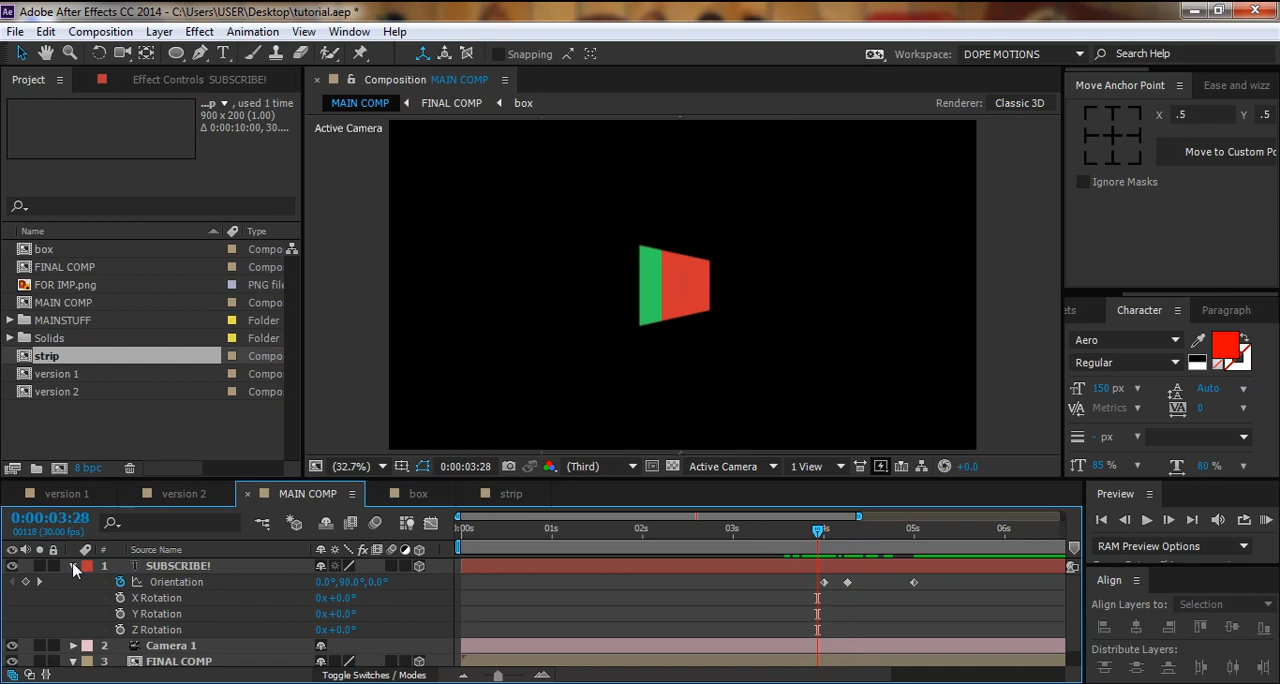 Adobe After Effects CC 2014 - C:\Users\USER\Desktop\tutorial.aep *
File Edit Composition Layer Effect Animation View Window Help
Snapping
Workspace: DOPE MOTIONS
Search Help
Project
Effect Controls SUBSCRIBE!
Composition MAIN COMP
Move Anchor Point
Ease and wizz
...p ▼, used 1 time
900 x 200 (1.00)
Δ 0:00:10:00, 30....
MAIN COMP FINAL COMP box
Renderer: Classic 3D
X .5 Y .5
Active Camera
Move to Custom Po
Ignore Masks
Name Type
box Compo
FINAL COMP Compo
FOR IMP.png PNG file
MAIN COMP Compo
MAINSTUFF Folder
Solids Folder
strip Compo
version 1 Compo
version 2 Compo
Character Paragraph
Aero
Regular
150 px Auto
Metrics 0
- px
85 % 80 %
8 bpc
(32.7%) 0:00:03:28 (Third) Active Camera 1 View +0.0
version 1 version 2 MAIN COMP box strip
Preview
0:00:03:28
00118 (30.00 fps)
01s 02s 03s 05s 06s
RAM Preview Options
# Source Name
1 T SUBSCRIBE!
Orientation 0.0°,90.0°,0.0°
X Rotation 0x+0.0°
Y Rotation 0x+0.0°
Z Rotation 0x+0.0°
2 Camera 1
3 FINAL COMP
Toggle Switches / Modes
Align
Align Layers to: Selection
Distribute Layers: